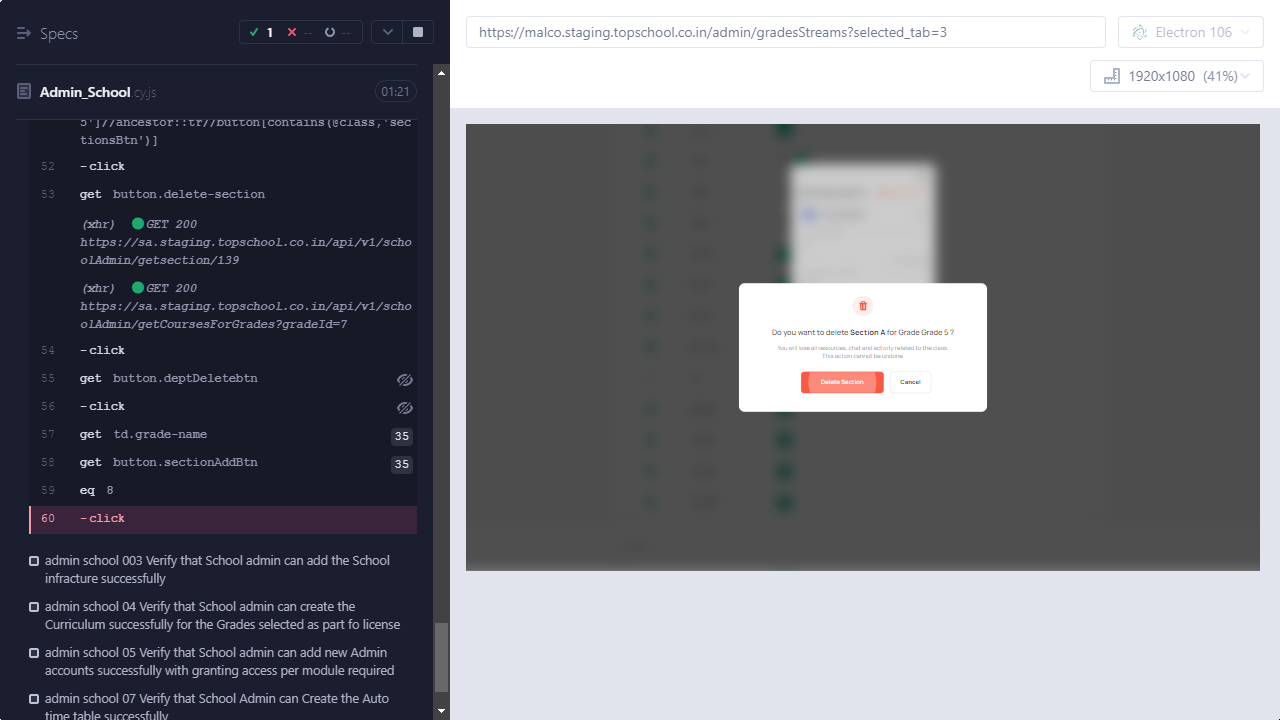 Specs
1
--
--
https://malco.staging.topschool.co.in/admin/gradesStreams?selected_tab=3
Electron 106
1920x1080 (41%)
Admin_School.cy.js
01:21
5']//ancestor::tr//button[contains(@class,'sec
tionsBtn')]
52 -click
53 get button.delete-section
(xhr) GET 200
https://sa.staging.topschool.co.in/api/v1/scho
olAdmin/getsection/139
(xhr) GET 200
https://sa.staging.topschool.co.in/api/v1/scho
olAdmin/getCoursesForGrades?gradeId=7
54 -click
55 get button.deptDeletebtn
56 -click
57 get td.grade-name 35
58 get button.sectionAddBtn 35
59 eq 8
60 -click
admin school 003 Verify that School admin can add the School
infracture successfully
admin school 04 Verify that School admin can create the
Curriculum successfully for the Grades selected as part fo license
admin school 05 Verify that School admin can add new Admin
accounts successfully with granting access per module required
admin school 07 Verify that School Admin can Create the Auto
time table successfully
Do you want to delete Section A for Grade Grade 5 ?
You will lose all resources, chat and activity related to the class.
This action cannot be undone.
Delete Section
Cancel